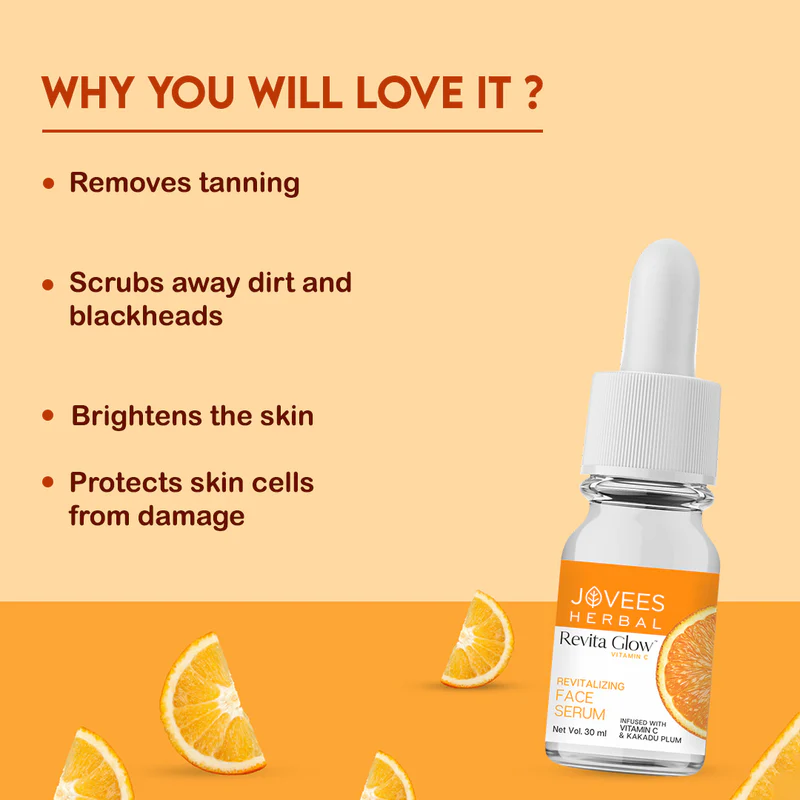 WHY YOU WILL LOVE IT ?
• Removes tanning
• Scrubs away dirt and
blackheads
• Brightens the skin
• Protects skin cells
from damage
JOVEES
HERBAL
Revita Glow™
VITAMIN C
REVITALIZING
FACE
SERUM
Net Vol. 30 ml
INFUSED WITH
VITAMIN C
& KAKADU PLUM